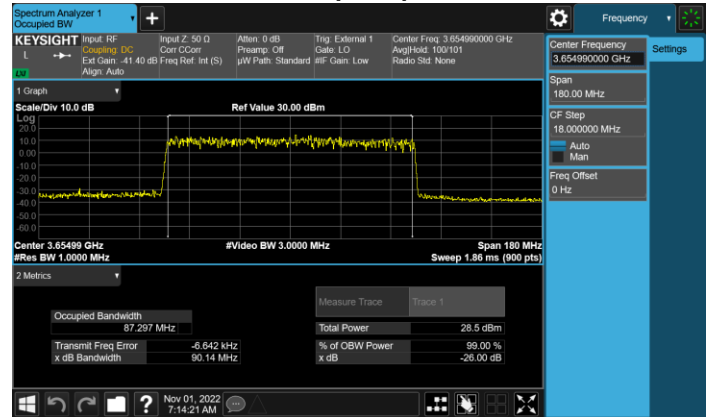 Spectrum Analyzer 1
Occupied BW
Frequency
KEYSIGHT
L
LXI
Input: RF
Coupling: DC
Ext Gain: -41.40 dB
Align: Auto
Input Z: 50 Ω
Corr CCorr
Freq Ref: Int (S)
Atten: 0 dB
Preamp: Off
µW Path: Standard
Trig: External 1
Gate: LO
#IF Gain: Low
Center Freq: 3.654990000 GHz
Avg|Hold: 100/101
Radio Std: None
Center Frequency
3.654990000 GHz
Settings
Span
180.00 MHz
CF Step
18.000000 MHz
Auto
Man
Freq Offset
0 Hz
1 Graph
Scale/Div 10.0 dB
Ref Value 30.00 dBm
Log
20.0
10.0
0.00
-10.0
-20.0
-30.0
-40.0
-50.0
-60.0
Center 3.65499 GHz
#Video BW 3.0000 MHz
Span 180 MHz
#Res BW 1.0000 MHz
Sweep 1.86 ms (900 pts)
2 Metrics
Measure Trace
Trace 1
Occupied Bandwidth
87.297 MHz
Total Power
28.5 dBm
Transmit Freq Error
-6.642 kHz
% of OBW Power
99.00 %
x dB Bandwidth
90.14 MHz
x dB
-26.00 dB
Nov 01, 2022
7:14:21 AM